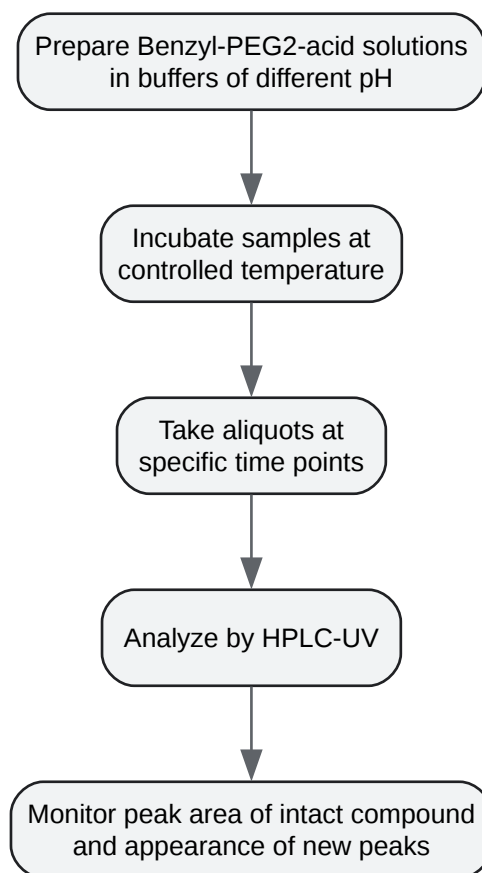 Prepare Benzyl-PEG2-acid solutions
in buffers of different pH
Incubate samples at
controlled temperature
Take aliquots at
specific time points
Analyze by HPLC-UV
Monitor peak area of intact compound
and appearance of new peaks